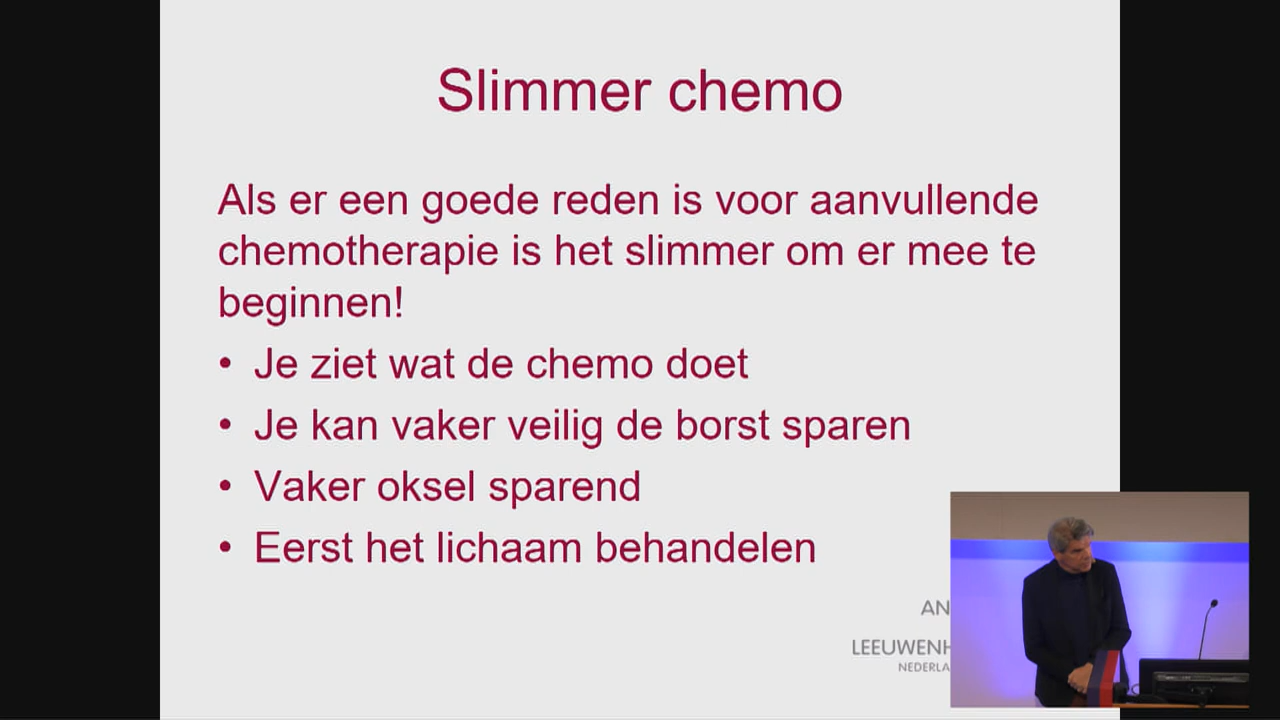 Slimmer chemo
Als er een goede reden is voor aanvullende
chemotherapie is het slimmer om er mee te
beginnen!
• Je ziet wat de chemo doet
• Je kan vaker veilig de borst sparen
• Vaker oksel sparend
• Eerst het lichaam behandelen